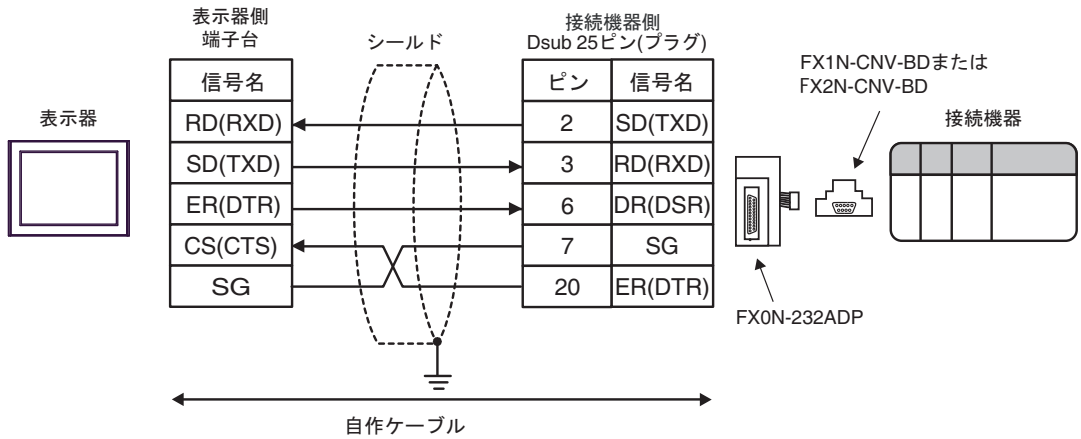 表示器側
端子台
シールド
接続機器側
Dsub 25ピン(プラグ)
FX1N-CNV-BDまたは
FX2N-CNV-BD
表示器
接続機器
信号名 ピン 信号名
RD(RXD) 2 SD(TXD)
SD(TXD) 3 RD(RXD)
ER(DTR) 6 DR(DSR)
CS(CTS) 7 SG
SG 20 ER(DTR)
FX0N-232ADP
自作ケーブル